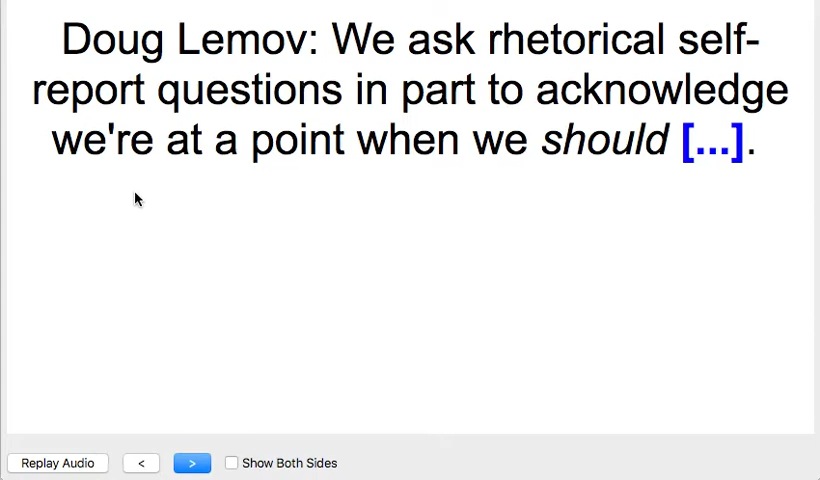 Doug Lemov: We ask rhetorical self-
report questions in part to acknowledge
we're at a point when we should [...].
Replay Audio < > Show Both Sides